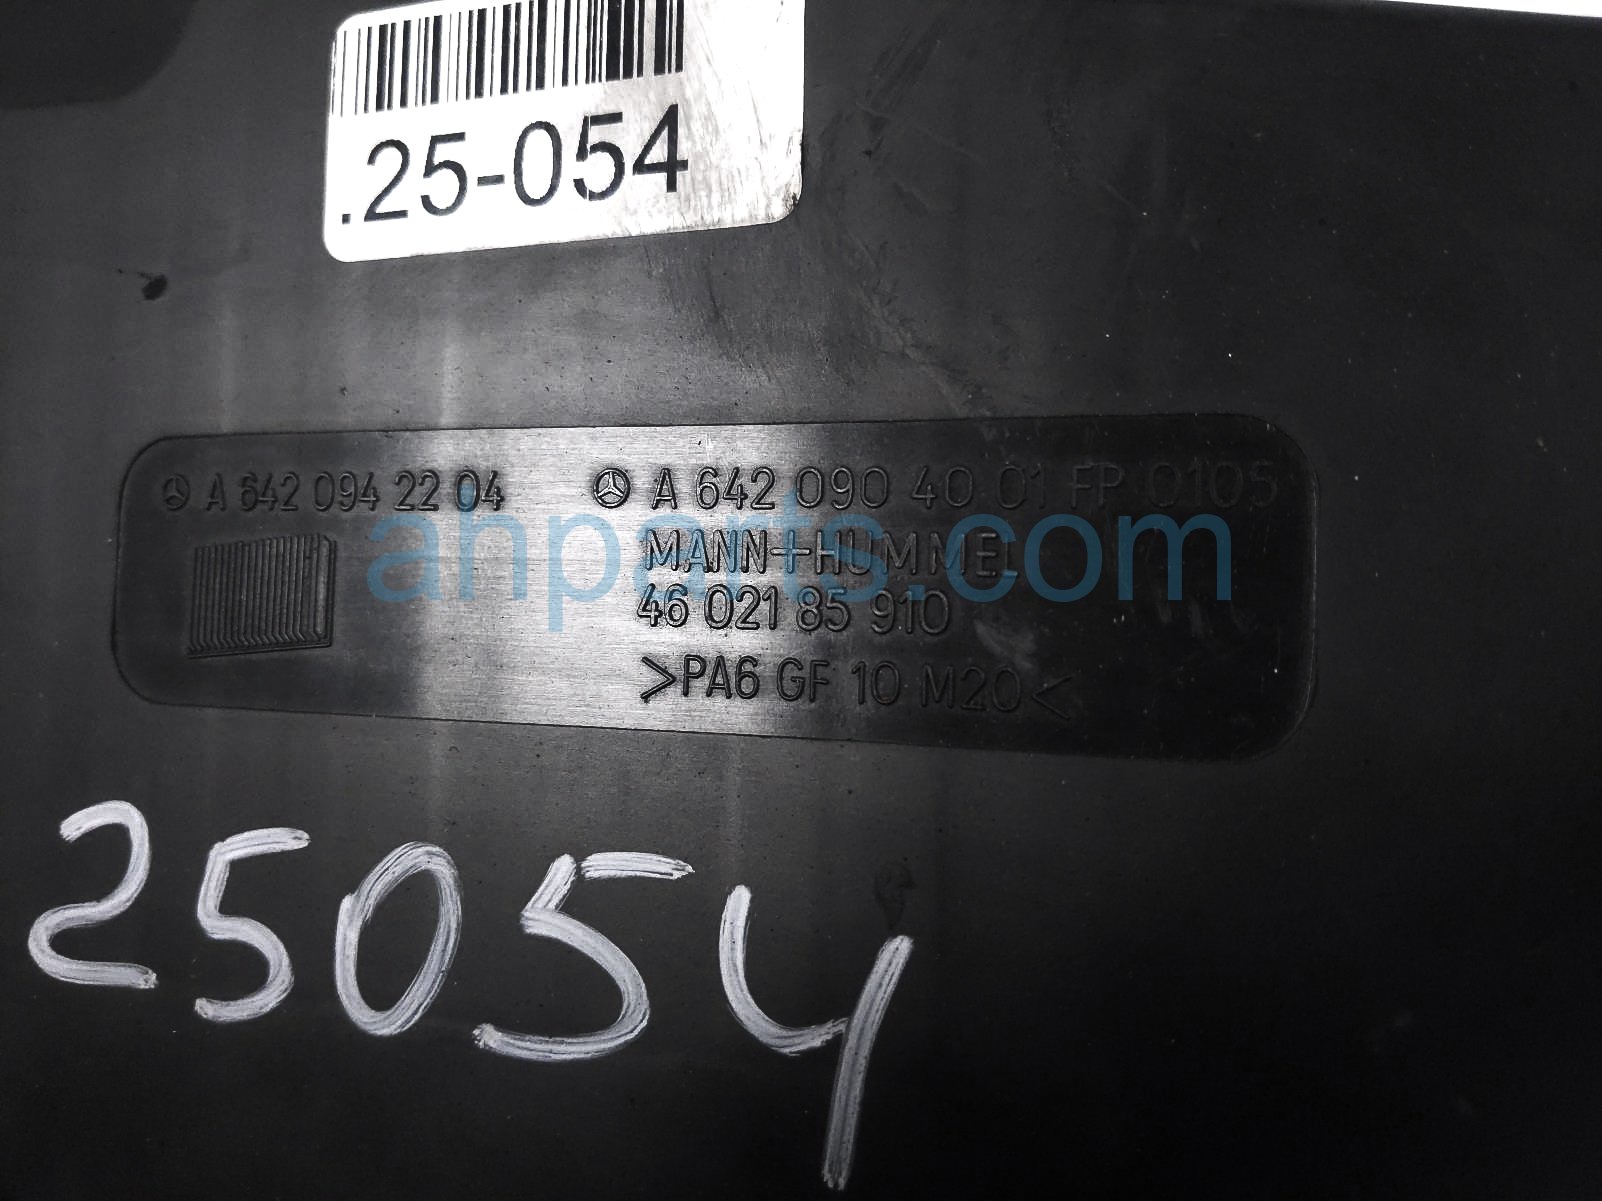 .25-054
A 642 094 22 04
A 642 090 40 01 FP 0105
MANN+HUMMEL
46 021 85 910
>PA6 GF 10 M20<
ahparts.com
25054